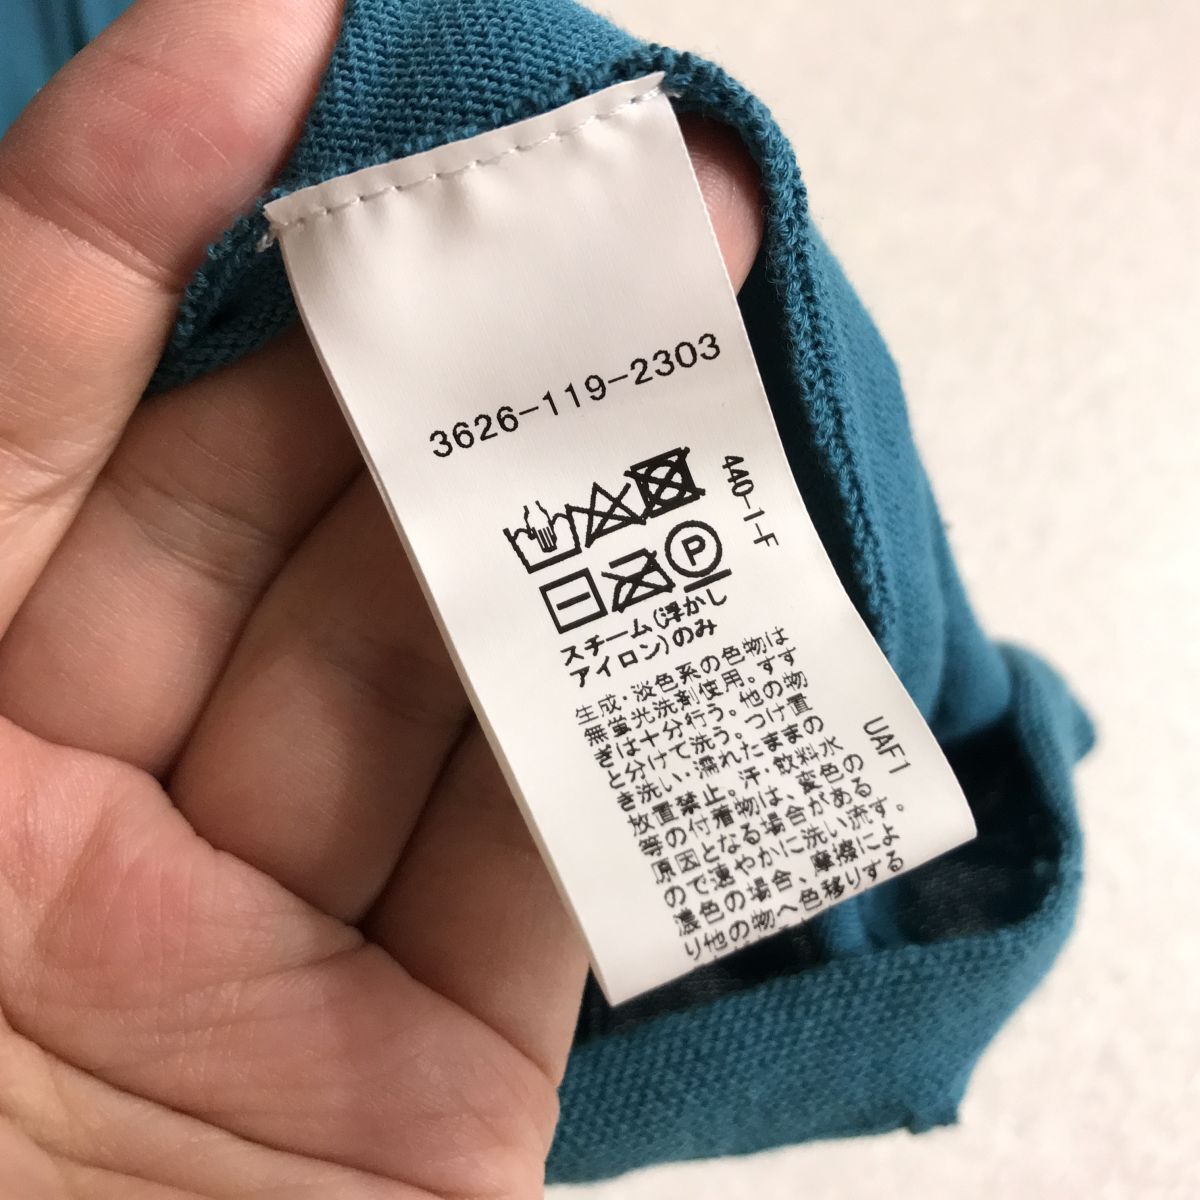 3626-119-2303
440-1-F
P
スチーム(浮かし
アイロン)のみ
生成・淡色系の色物は
無蛍光洗剤使用。すす
ぎは十分行う。他の物
と分けて洗う。つけ置
き洗い・濡れたままの
放置禁止。汗・飲料水
等の付着物は、変色の
原因となる場合がある
ので速やかに洗い流す。
濃色の場合、摩擦によ
り他の物へ色移りする
UAF1